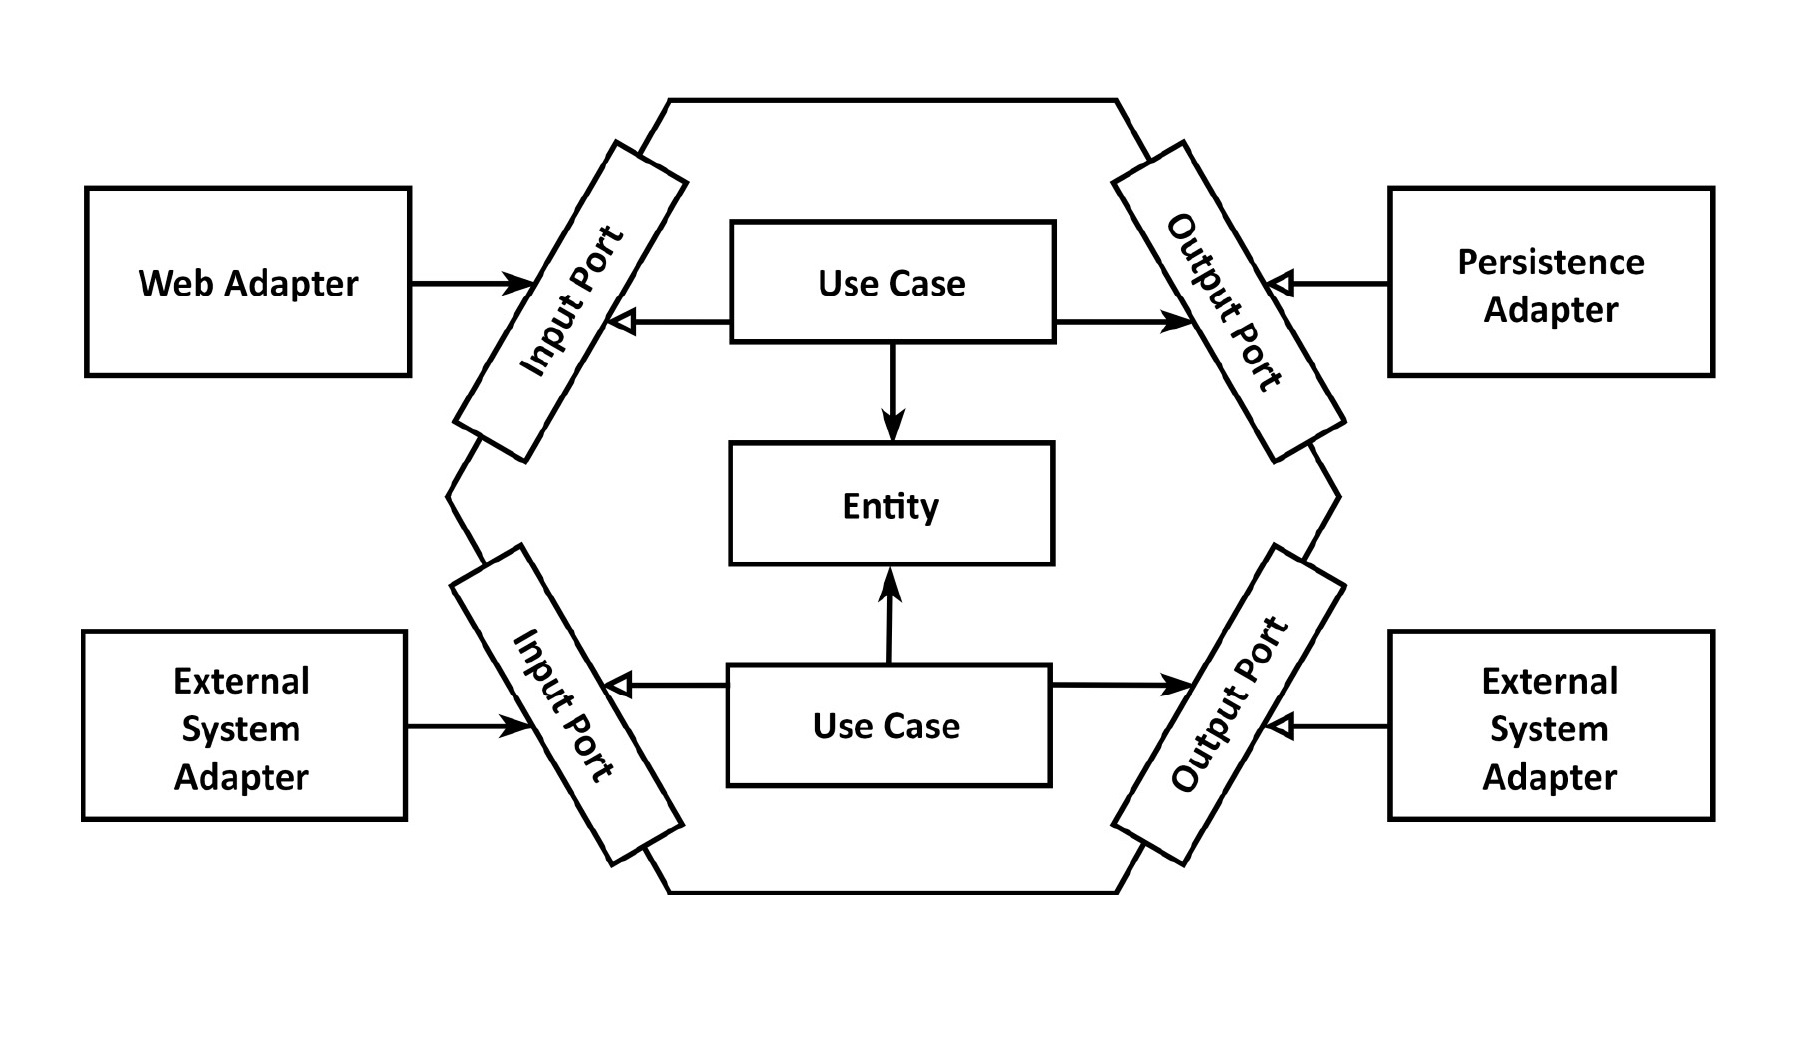 Web Adapter
Input Port
Use Case
Output Port
Persistence
Adapter
Entity
External
System
Adapter
Input Port
Use Case
Output Port
External
System
Adapter